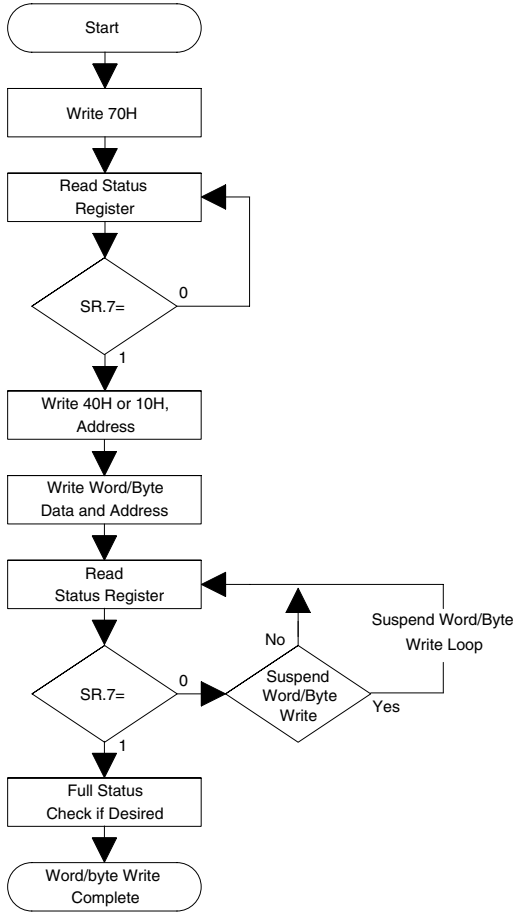 Start
Write 70H
Read Status
Register
SR.7=
0
1
Write 40H or 10H,
Address
Write Word/Byte
Data and Address
Read
Status Register
Suspend Word/Byte
Write Loop
No
SR.7=
0
Suspend
Word/Byte
Write
Yes
1
Full Status
Check if Desired
Word/byte Write
Complete